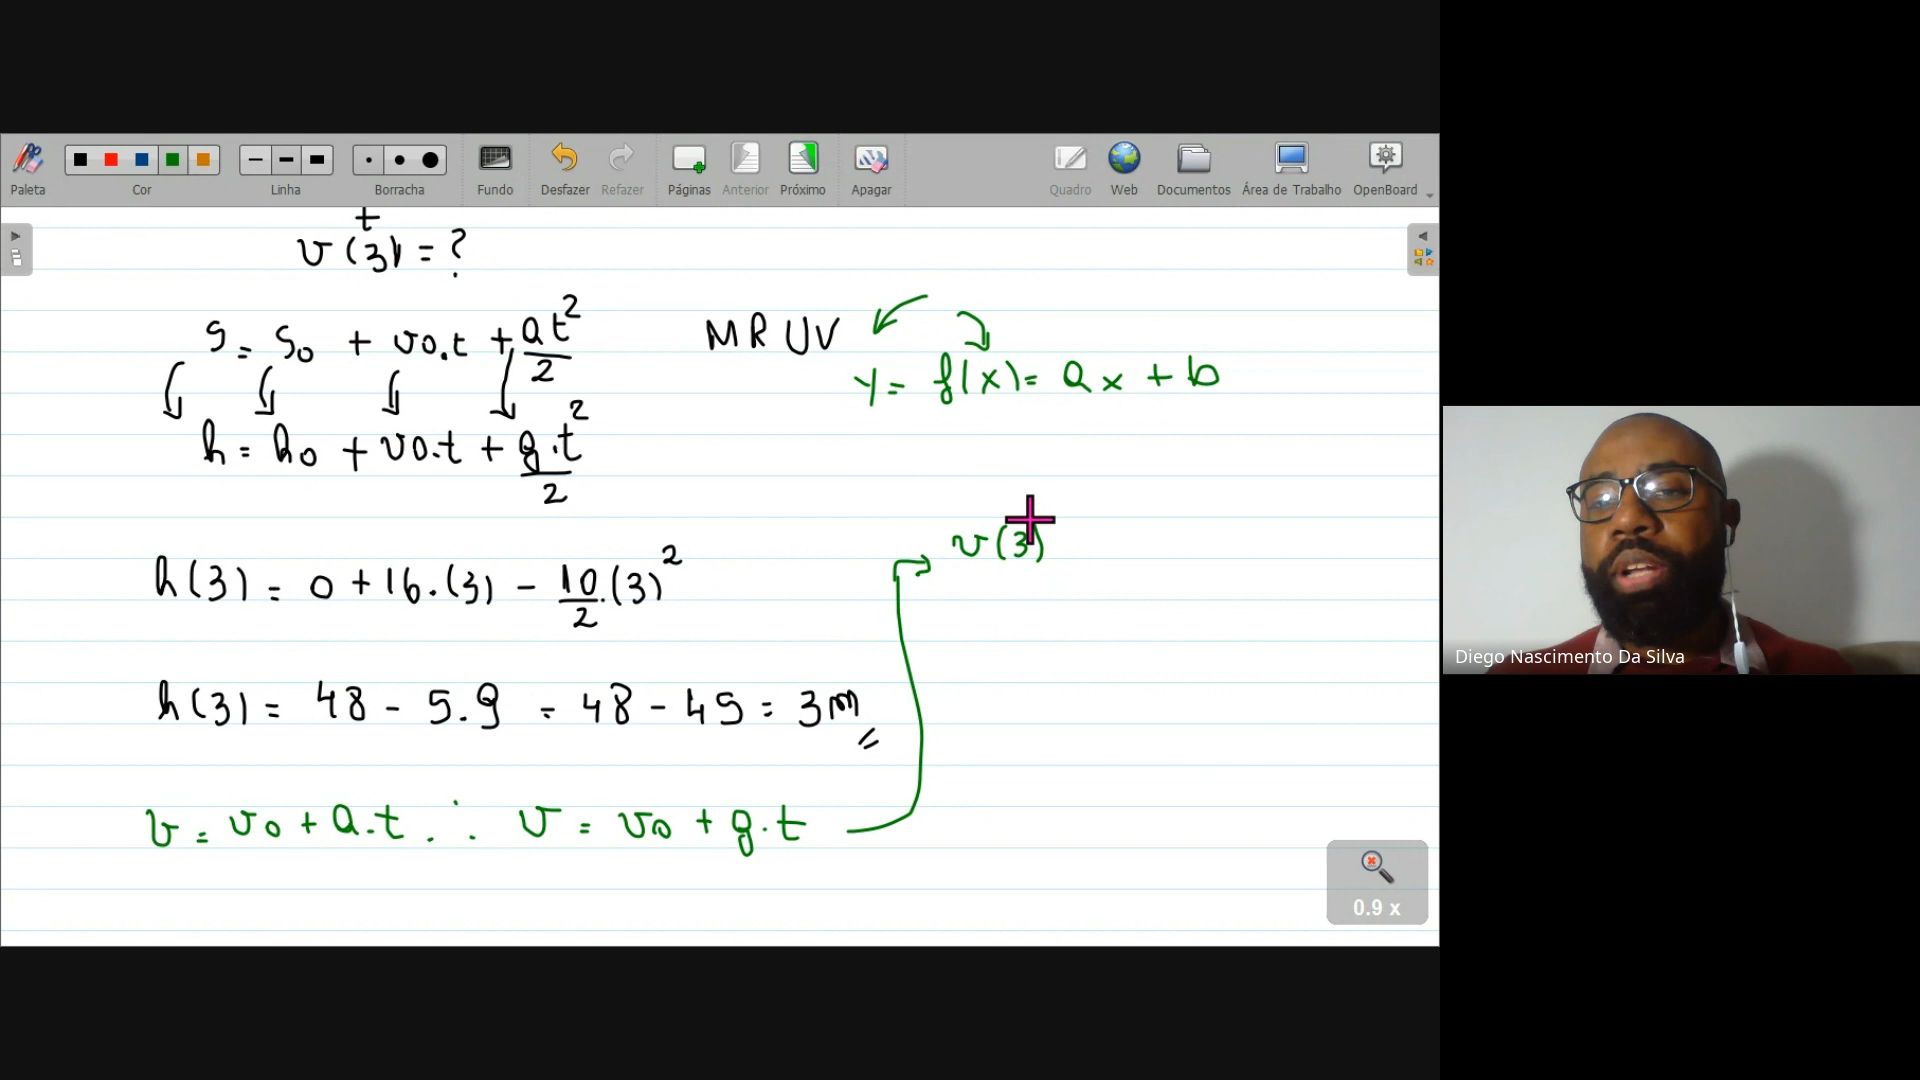 Paleta
Cor
Linha
Borracha
Fundo
Desfazer
Refazer
Páginas
Anterior
Próximo
Apagar
Quadro
Web
Documentos
Área de Trabalho
OpenBoard
t
v(3) = ?
S = S₀ + v₀.t + at²/2
MRUV
y = f(x) = ax + b
h = h₀ + v₀.t + g.t²/2
v(3)
h(3) = 0 + 16.(3) - 10/2.(3)²
h(3) = 48 - 5.9 = 48 - 45 = 3m
v = v₀ + a.t ∴ v = v₀ + g.t
0.9 x
Diego Nascimento Da Silva